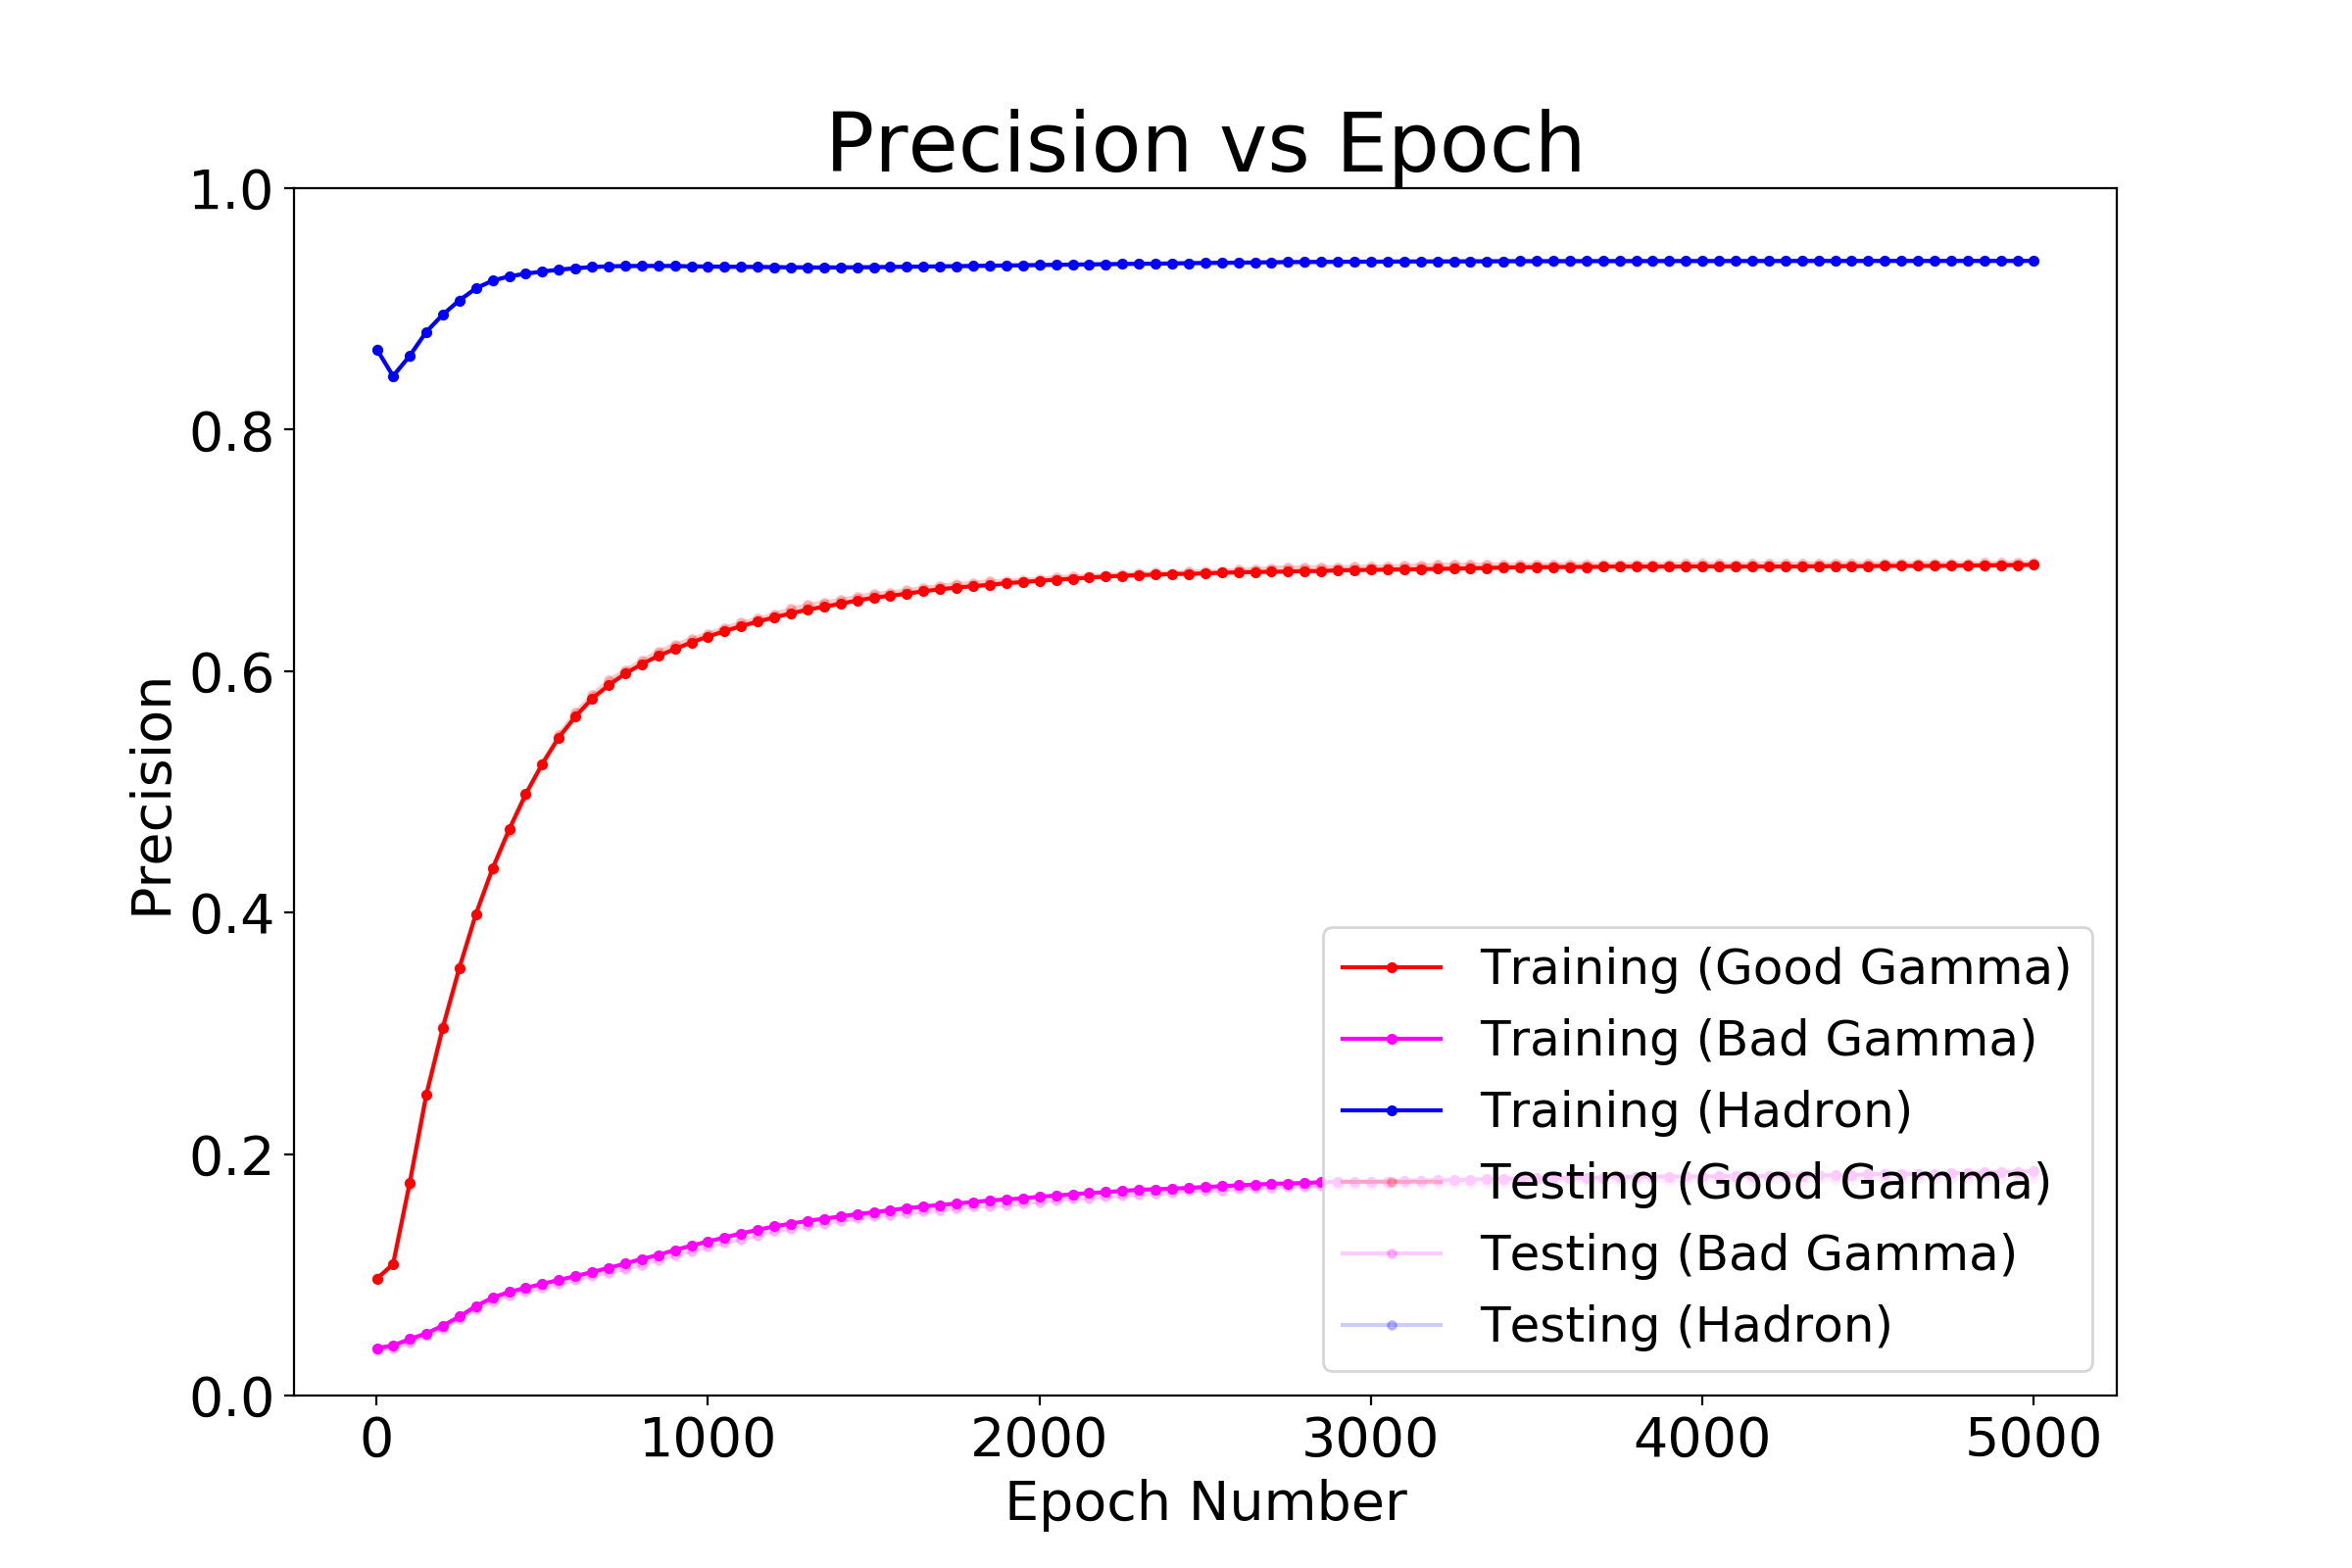 Precision vs Epoch
1.0
0.8
0.6
0.4
0.2
0.0
Precision
Training (Good Gamma)
Training (Bad Gamma)
Training (Hadron)
Testing (Good Gamma)
Testing (Bad Gamma)
Testing (Hadron)
0 1000 2000 3000 4000 5000
Epoch Number